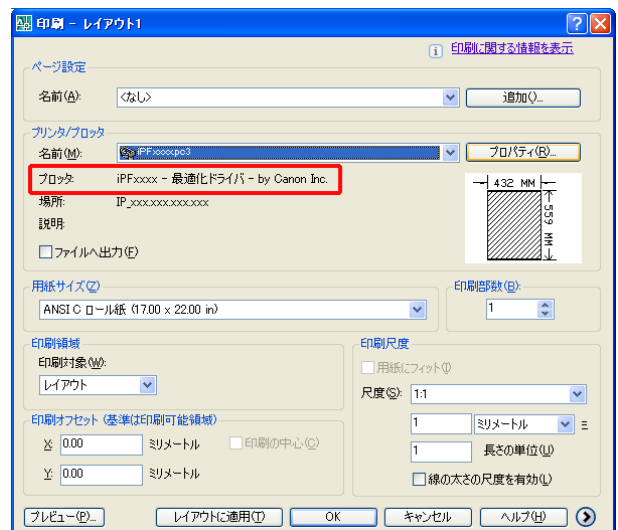 印刷 - レイアウト1
印刷に関する情報を表示
ページ設定
名前(A): <なし> 追加()...
プリンタ/プロッタ
名前(M): iPFxxxx.pc3 プロパティ(R)...
プロッタ: iPFxxxx - 最適化ドライバ - by Canon Inc.
場所: IP_xxx.xxx.xxx.xxx
説明:
ファイルへ出力(F)
432 MM
559 MM
用紙サイズ(Z)
ANSI C ロール紙 (17.00 x 22.00 in)
印刷部数(B):
1
印刷領域
印刷対象(W):
レイアウト
印刷尺度
用紙にフィット(I)
尺度(S): 1:1
1 ミリメートル =
1 長さの単位(U)
線の太さの尺度を有効(L)
印刷オフセット (基準は印刷可能領域)
X: 0.00 ミリメートル 印刷の中心(C)
Y: 0.00 ミリメートル
プレビュー(P)... レイアウトに適用(T) OK キャンセル ヘルプ(H)